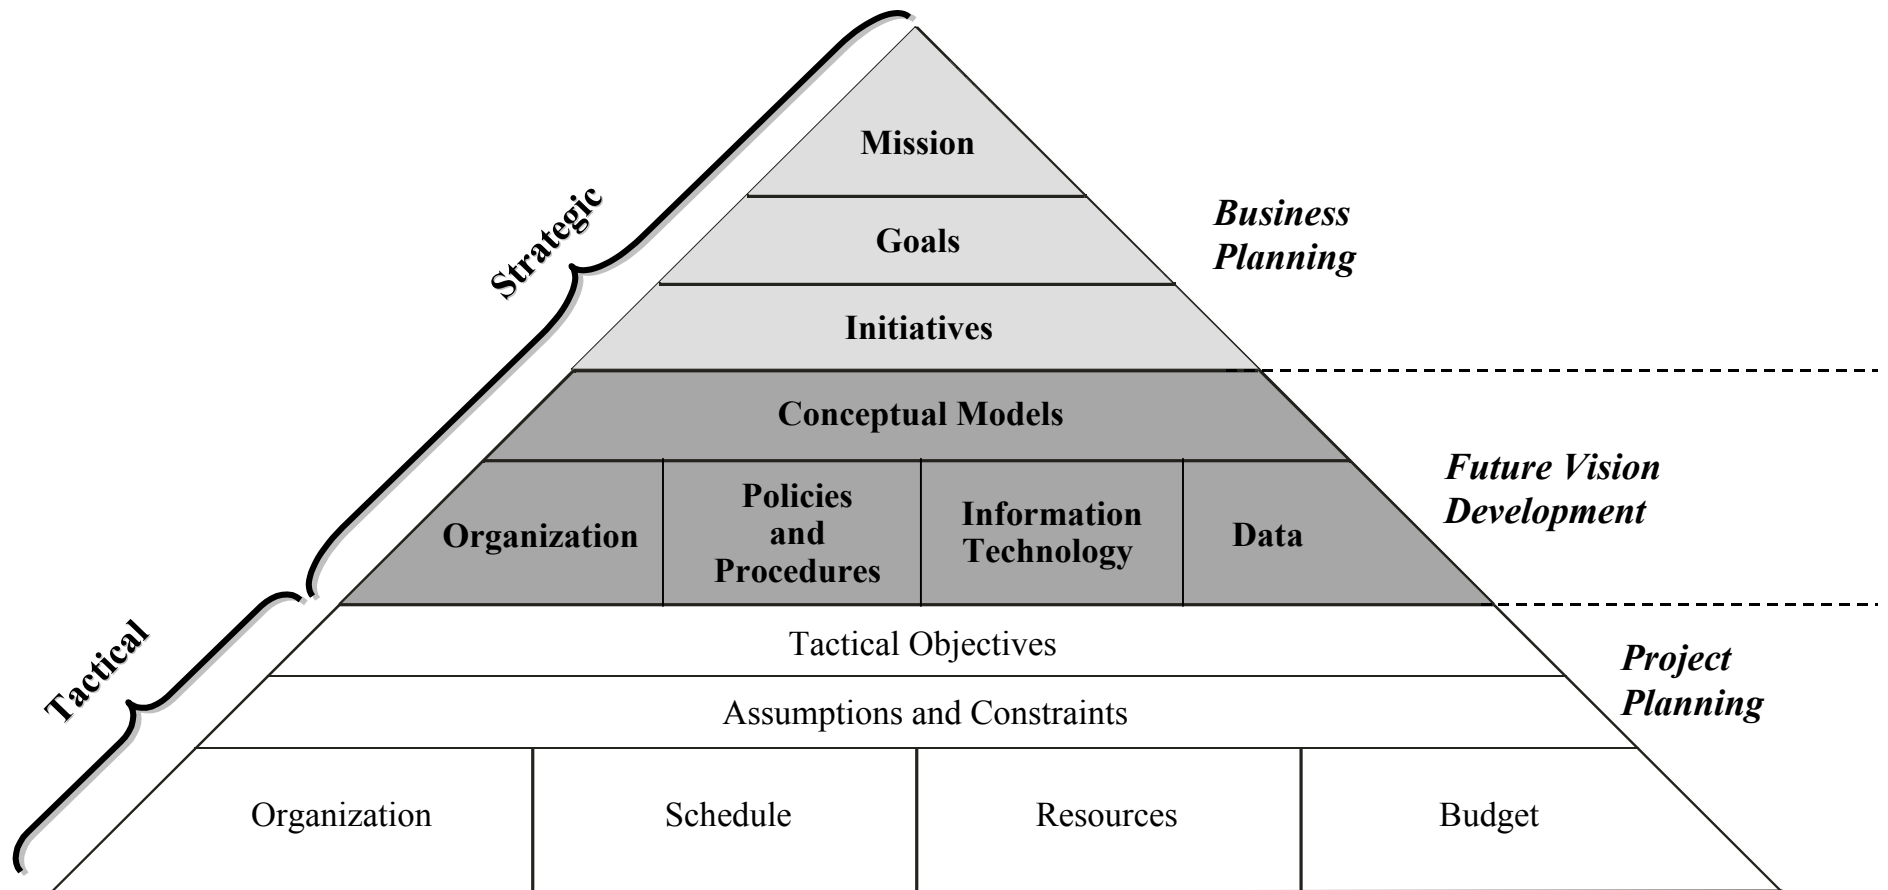 Mission
Strategic
Business
Planning
Goals
Initiatives
Conceptual Models
Future Vision
Development
Organization
Policies
and
Procedures
Information
Technology
Data
Tactical
Tactical Objectives
Project
Planning
Assumptions and Constraints
Organization
Schedule
Resources
Budget